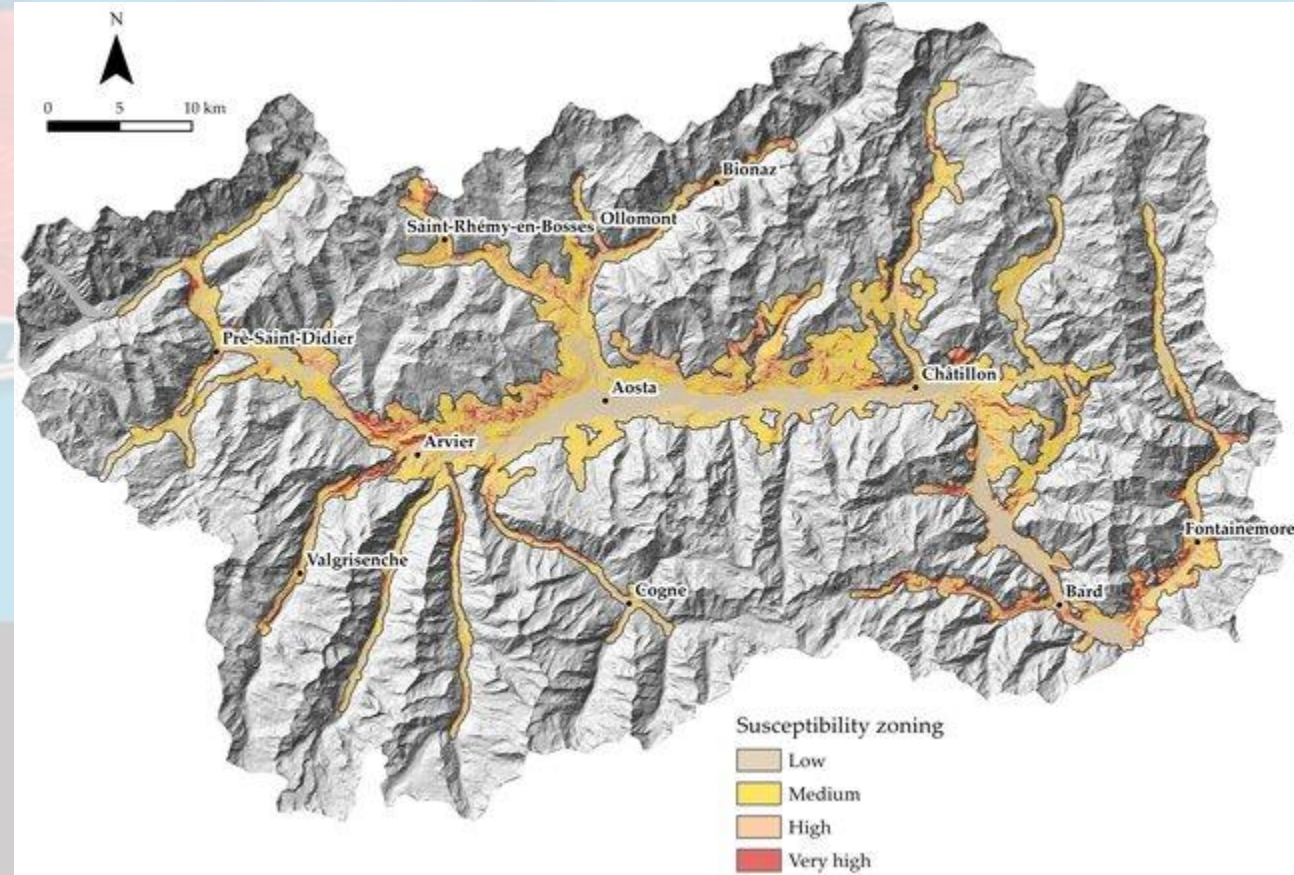 N
0 5 10 km
Bionaz
Ollomont
Saint-Rhémy-en-Bosses
Prè-Saint-Didier
Châtillon
Aosta
Arvier
Fontainemore
Valgrisenche
Cogne
Bard
Susceptibility zoning
Low
Medium
High
Very high